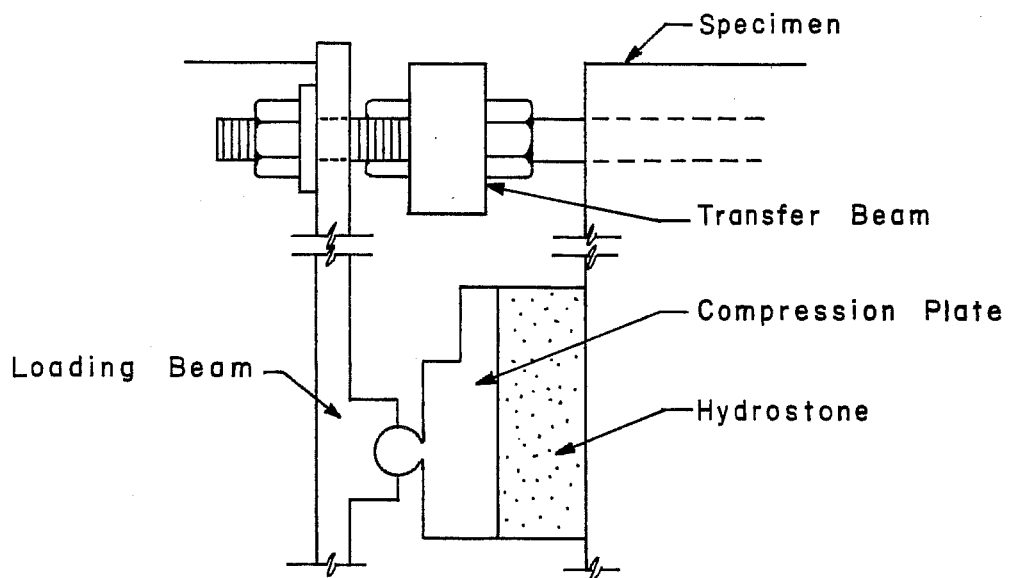 Specimen
Transfer Beam
Compression Plate
Loading Beam
Hydrostone